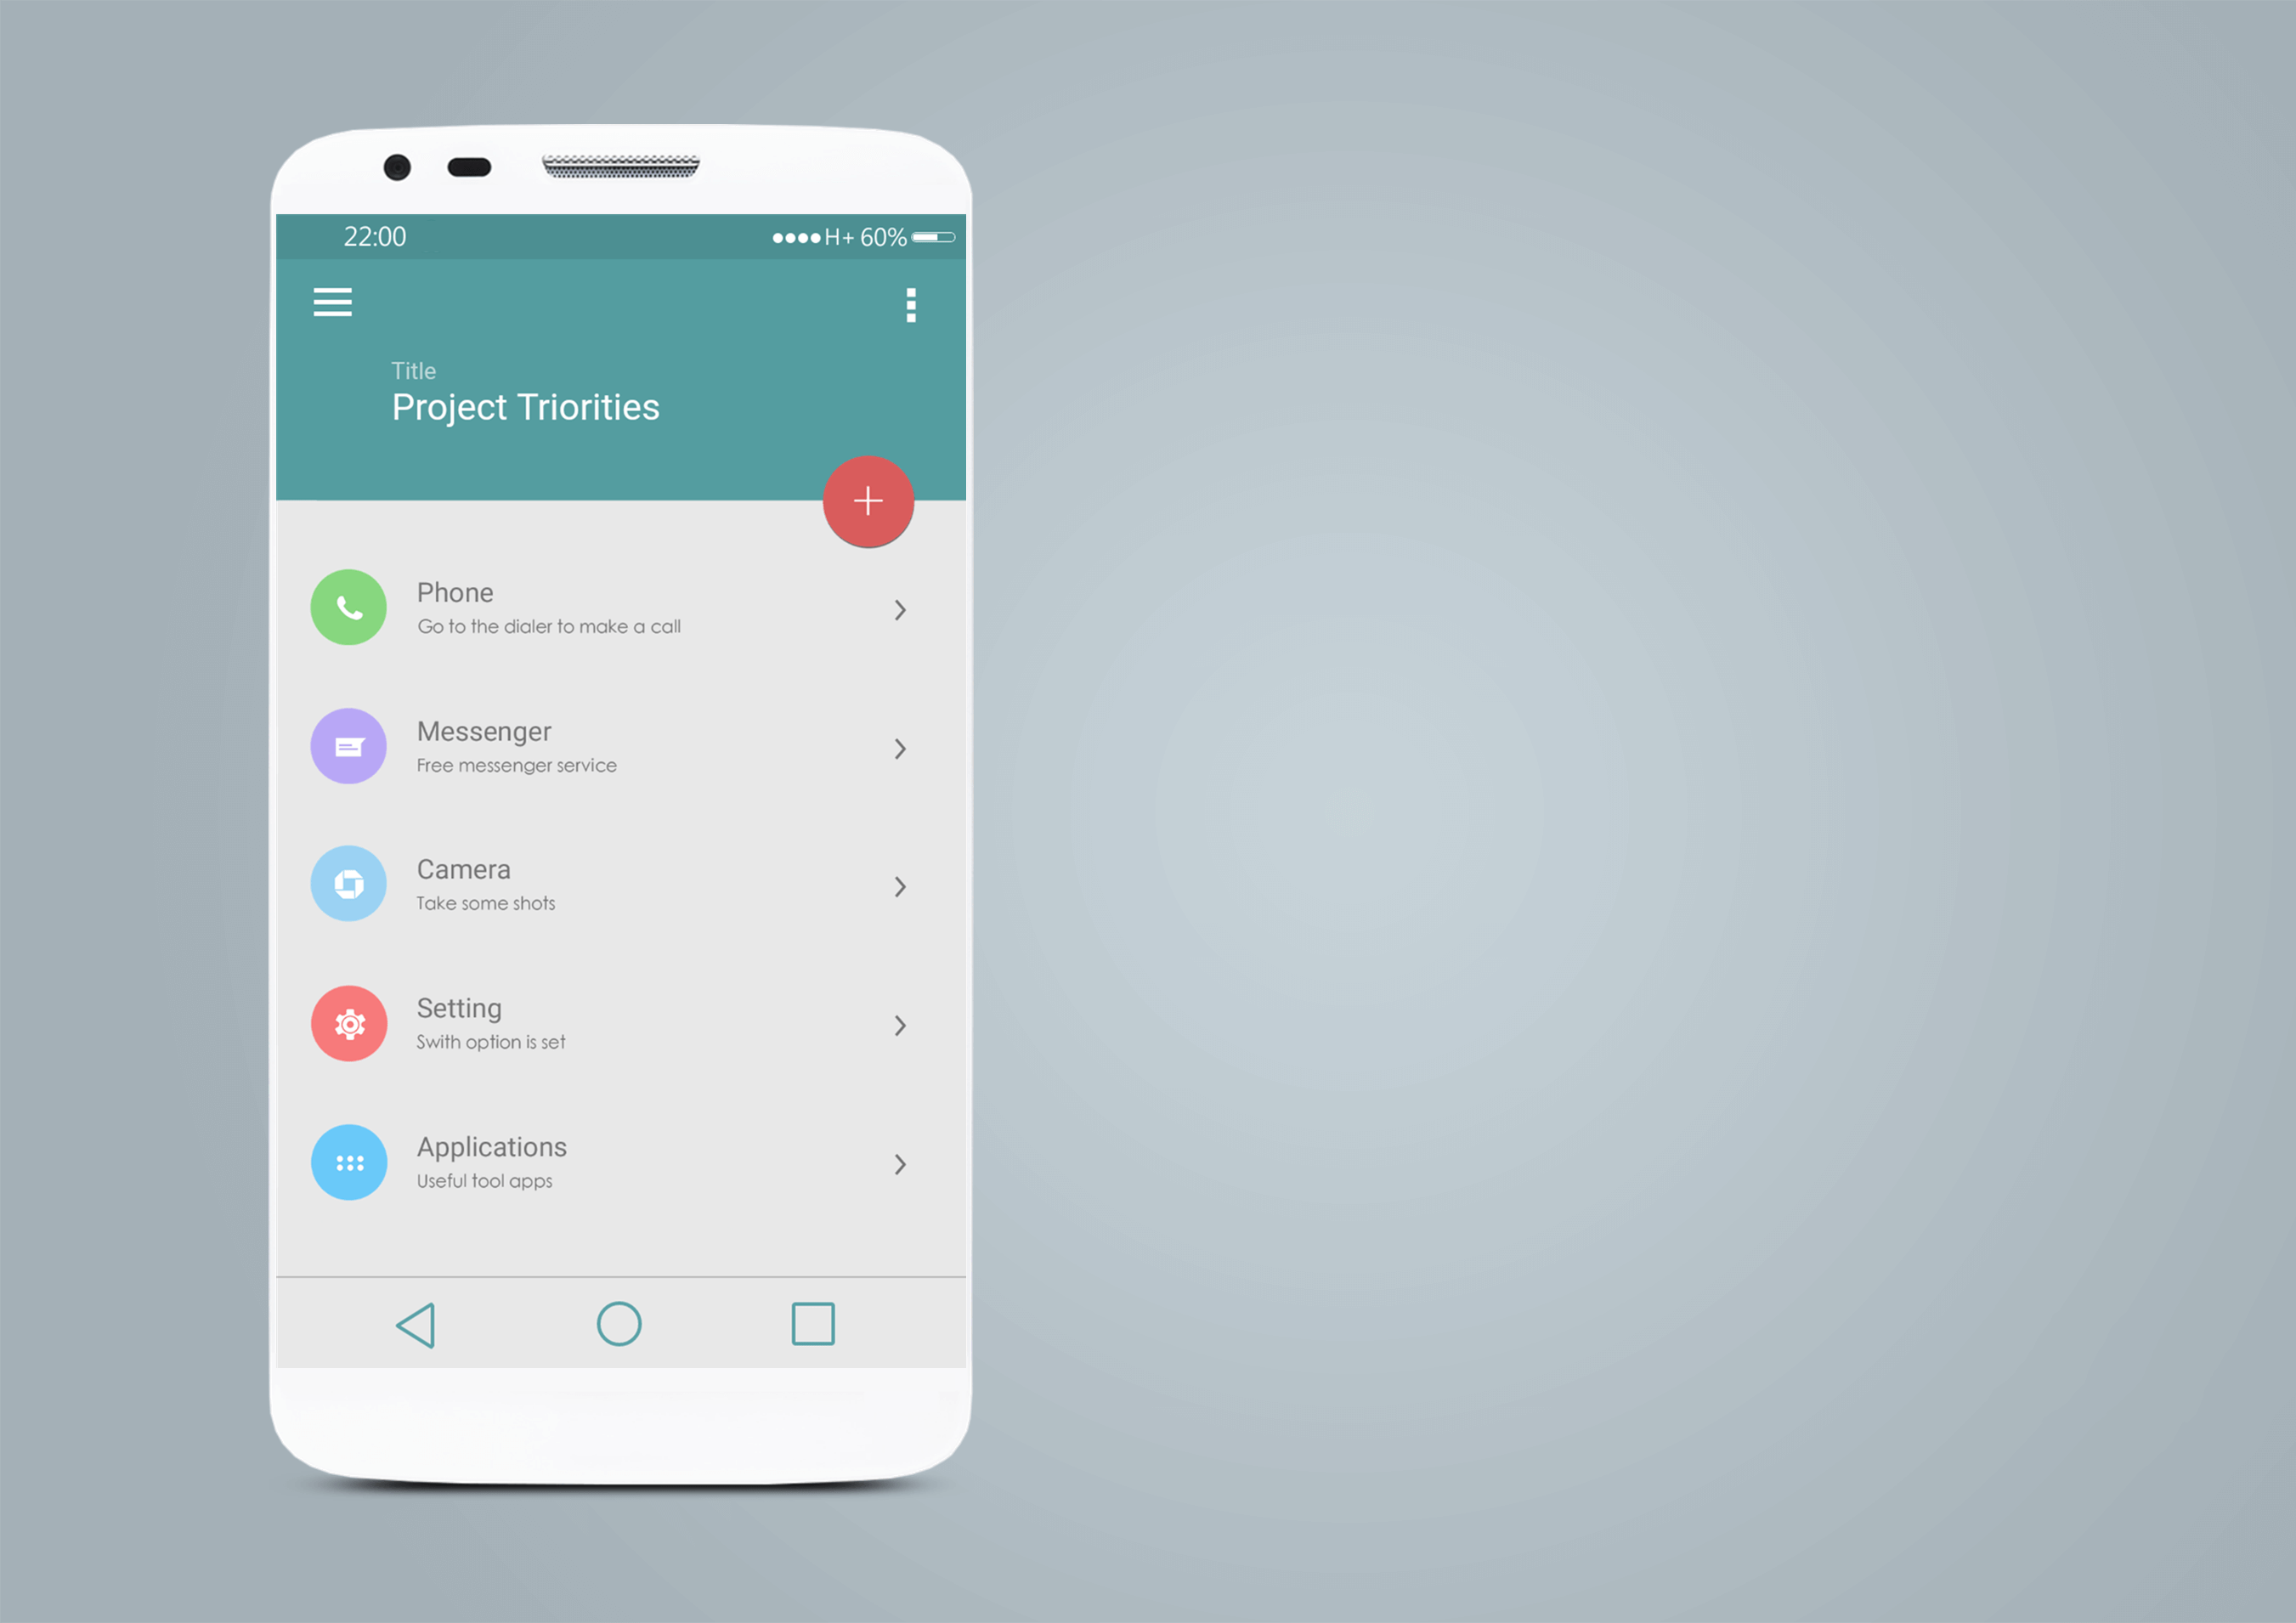 22:00 H+ 60%
Title
Project Triorities
Phone
Go to the dialer to make a call
Messenger
Free messenger service
Camera
Take some shots
Setting
Swith option is set
Applications
Useful tool apps